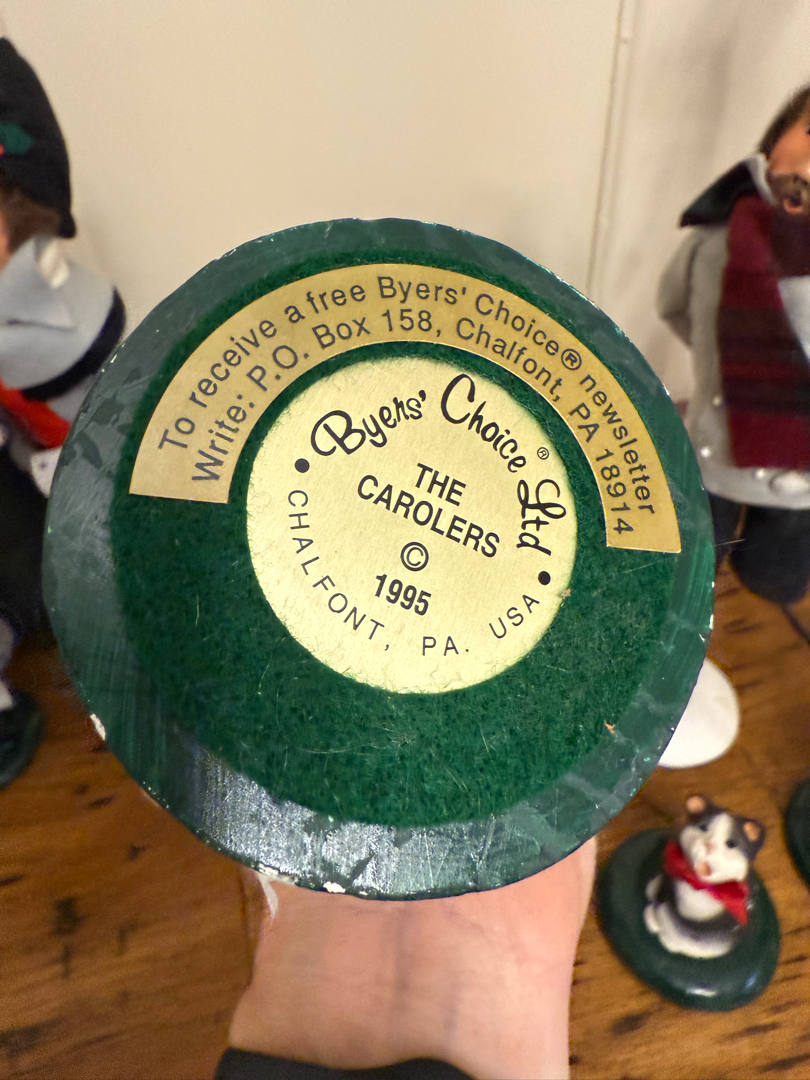 To receive a free Byers' Choice® newsletter
Write: P.O. Box 158, Chalfont, PA 18914
Byers' Choice ® Ltd
THE
CAROLERS
©
1995
• CHALFONT, PA. USA •